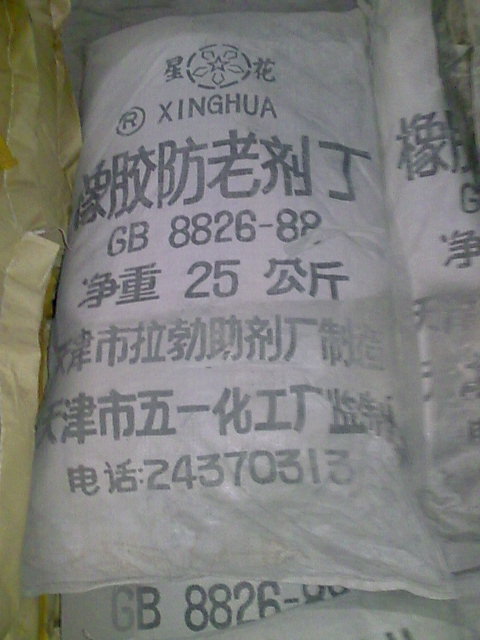 星花
® XINGHUA
橡胶防老剂丁
GB 8826-88
净重 25 公斤
天津市拉勃助剂厂制造
天津市五一化工厂监制
电话:24370313
GB 8826-88
橡胶
G
净
天